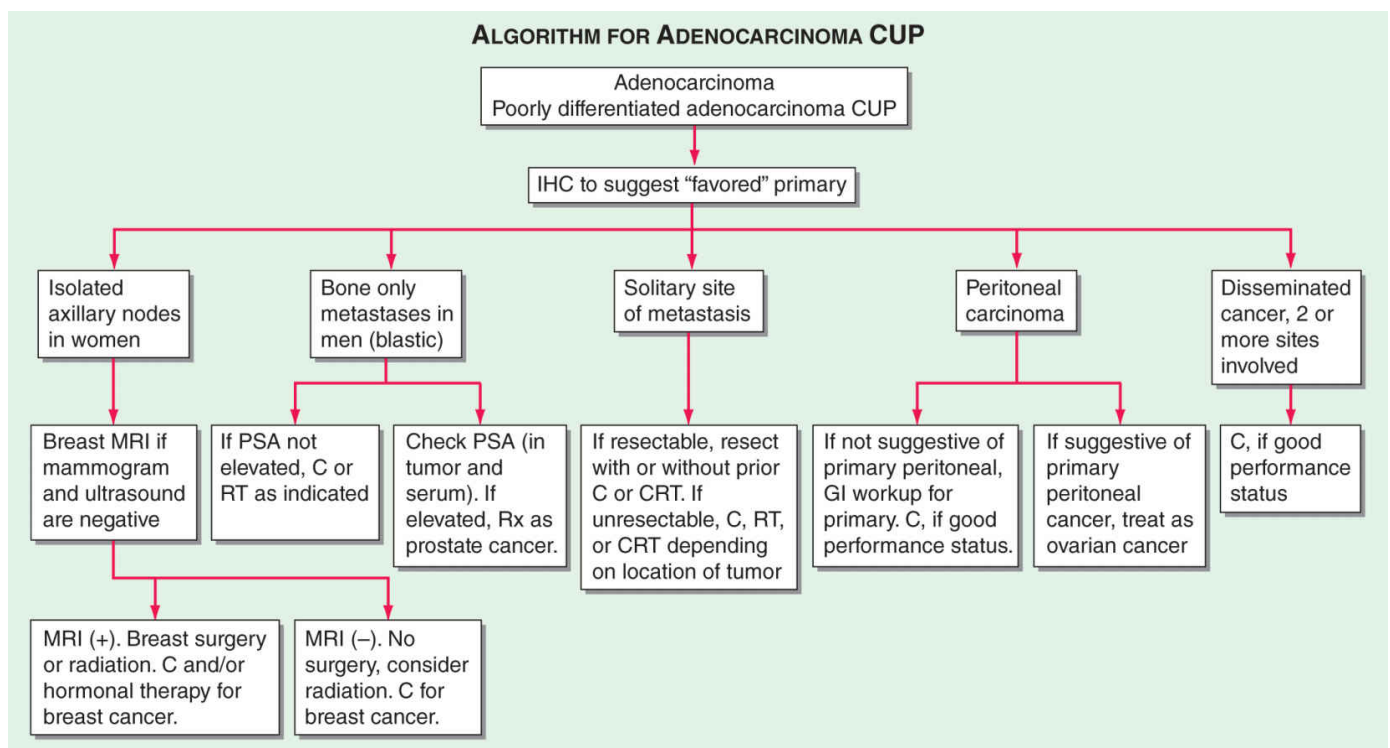 ALGORITHM FOR ADENOCARCINOMA CUP
Adenocarcinoma
Poorly differentiated adenocarcinoma CUP
IHC to suggest “favored” primary
Isolated
axillary nodes
in women
Bone only
metastases in
men (blastic)
Solitary site
of metastasis
Peritoneal
carcinoma
Disseminated
cancer, 2 or
more sites
involved
Breast MRI if
mammogram
and ultrasound
are negative
If PSA not
elevated, C or
RT as indicated
Check PSA (in
tumor and
serum). If
elevated, Rx as
prostate cancer.
If resectable, resect
with or without prior
C or CRT. If
unresectable, C, RT,
or CRT depending
on location of tumor
If not suggestive of
primary peritoneal,
GI workup for
primary. C, if good
performance status.
If suggestive of
primary
peritoneal
cancer, treat as
ovarian cancer
C, if good
performance
status
MRI (+). Breast surgery
or radiation. C and/or
hormonal therapy for
breast cancer.
MRI (–). No
surgery, consider
radiation. C for
breast cancer.